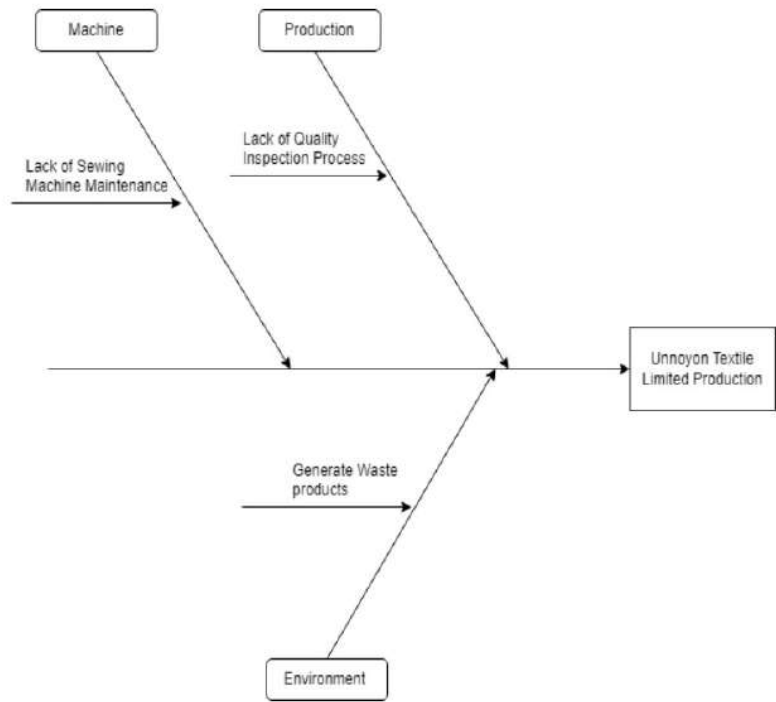 Machine
Production
Lack of Quality
Inspection Process
Lack of Sewing
Machine Maintenance
Unnoyon Textile
Limited Production
Generate Waste
products
Environment